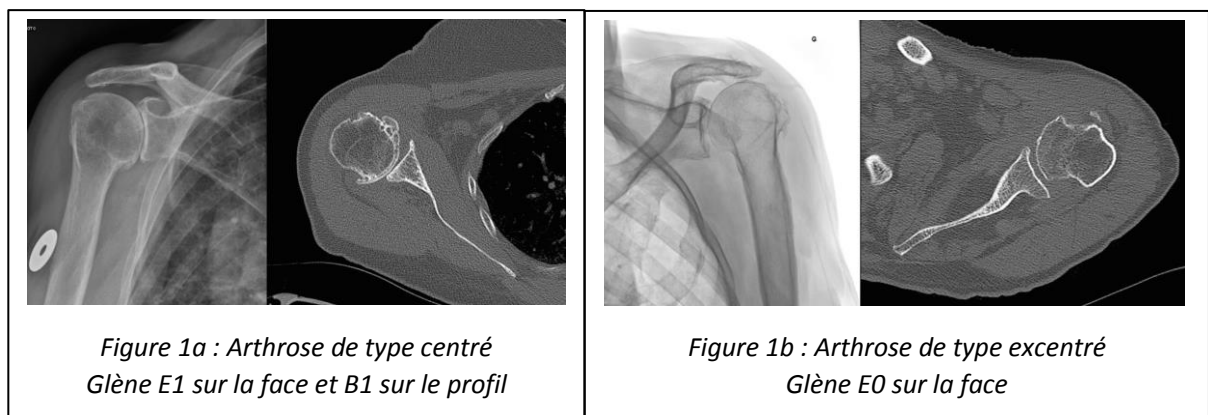 Figure 1a : Arthrose de type centré
Glène E1 sur la face et B1 sur le profil
Figure 1b : Arthrose de type excentré
Glène E0 sur la face
G